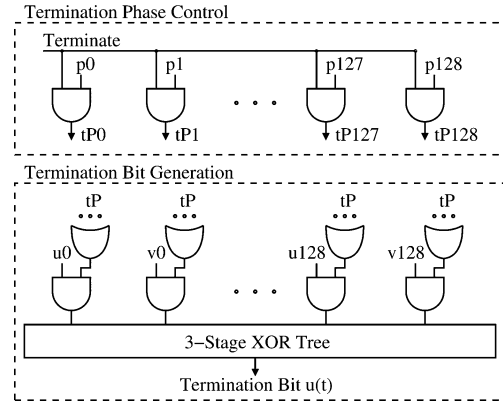 Termination Phase Control
Terminate
p0 p1 p127 p128
tP0 tP1 tP127 tP128
Termination Bit Generation
tP tP tP tP
u0 v0 u128 v128
3-Stage XOR Tree
Termination Bit u(t)